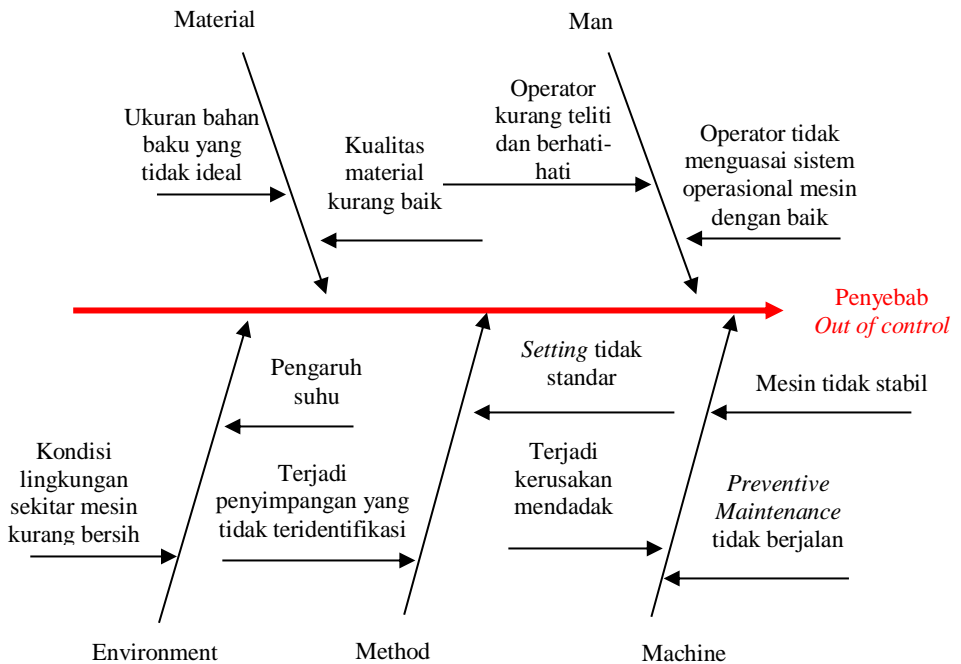 Material
Man
Ukuran bahan
baku yang
tidak ideal
Kualitas
material
kurang baik
Operator
kurang teliti
dan berhati-
hati
Operator tidak
menguasai sistem
operasional mesin
dengan baik
Penyebab
Out of control
Pengaruh
suhu
Kondisi
lingkungan
sekitar mesin
kurang bersih
Setting tidak
standar
Terjadi
penyimpangan yang
tidak teridentifikasi
Mesin tidak stabil
Terjadi
kerusakan
mendadak
Preventive
Maintenance
tidak berjalan
Environment
Method
Machine